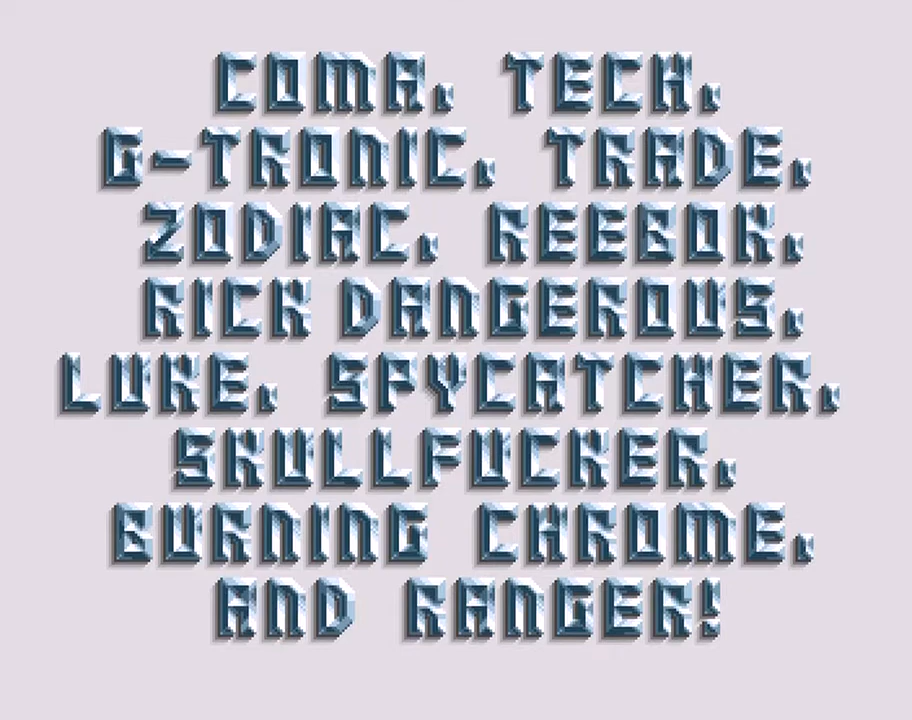 COMA, TECH,
G-TRONIC, TRADE,
ZODIAC, REEBOK,
RICK DANGEROUS,
LUKE, SPYCATCHER,
SKULLFUCKER,
BURNING CHROME,
AND RANGER!